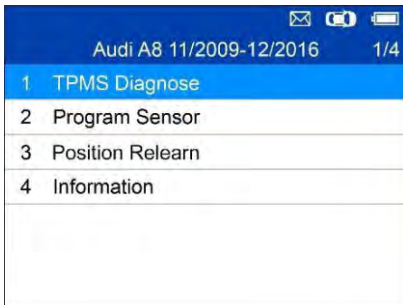 Audi A8 11/2009-12/2016 1/4
1 TPMS Diagnose
2 Program Sensor
3 Position Relearn
4 Information